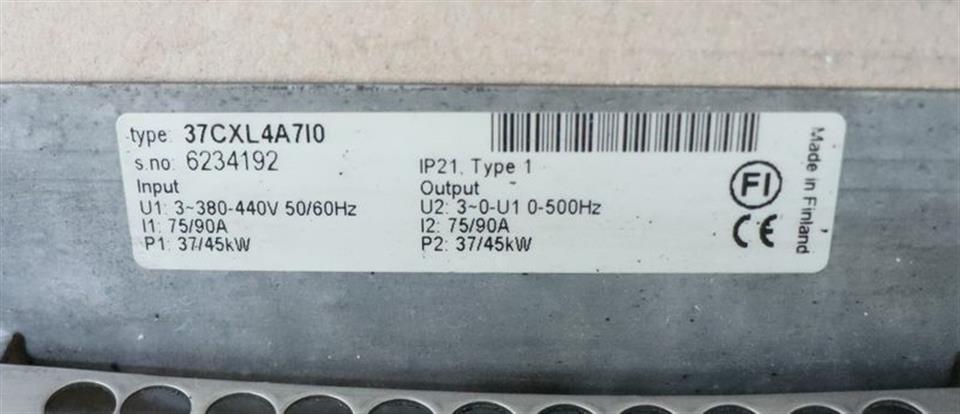 type: 37CXL4A7I0
s.no: 6234192
IP21, Type 1
Input
U1: 3~380-440V 50/60Hz
I1: 75/90A
P1: 37/45kW
Output
U2: 3~0-U1 0-500Hz
I2: 75/90A
P2: 37/45kW
FI
CE
Made in Finland